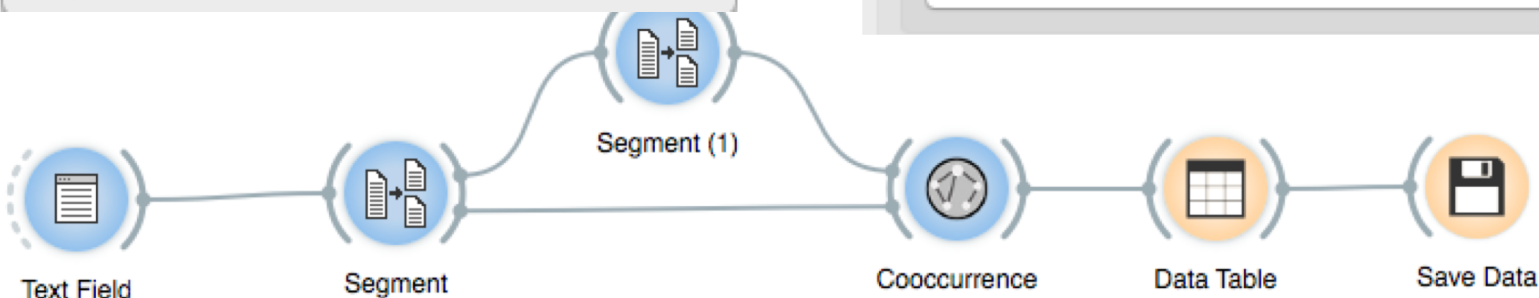 Segment (1)
Text Field
Segment
Cooccurrence
Data Table
Save Data